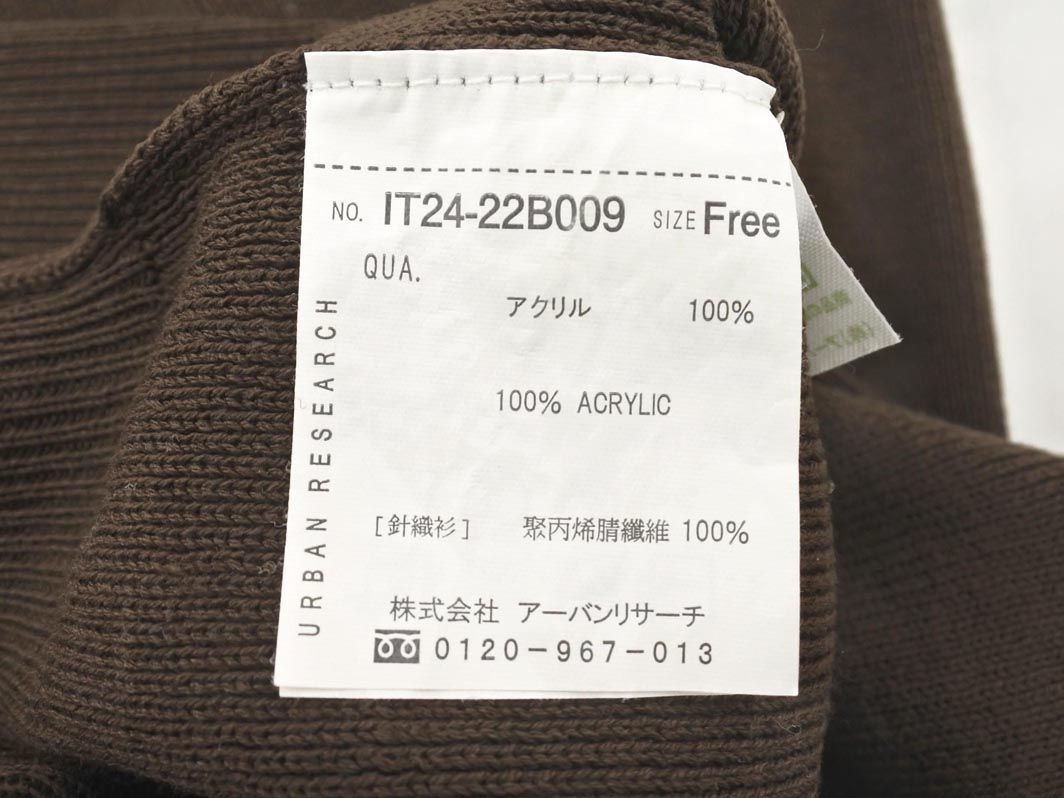 NO. IT24-22B009 SIZE Free
QUA.
アクリル 100%
100% ACRYLIC
[針織衫] 聚丙烯腈纖維 100%
株式会社 アーバンリサーチ
0120-967-013
URBAN RESEARCH